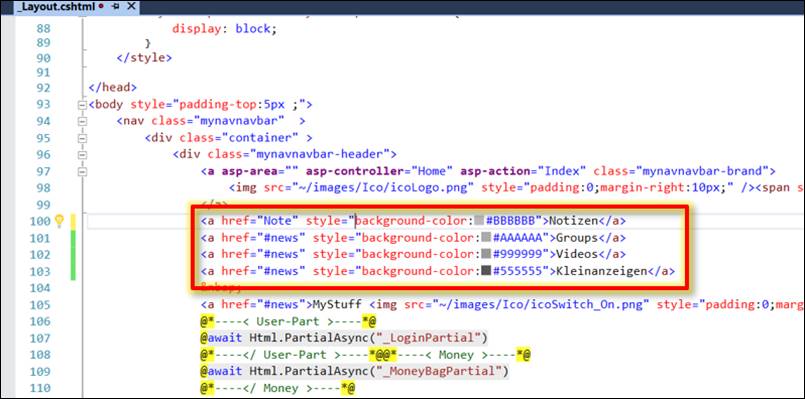 _Layout.cshtml
88 display: block;
89 }
90 </style>
91
92 </head>
93 <body style="padding-top:5px ;">
94 <nav class="mynavnavbar" >
95 <div class="container" >
96 <div class="mynavnavbar-header">
97 <a asp-area="" asp-controller="Home" asp-action="Index" class="mynavnavbar-brand">
98 <img src="~/images/Ico/icoLogo.png" style="padding:0;margin-right:10px;" /><span s
99 </a>
100 <a href="Note" style="background-color:#BBBBBB">Notizen</a>
101 <a href="#news" style="background-color:#AAAAAA">Groups</a>
102 <a href="#news" style="background-color:#999999">Videos</a>
103 <a href="#news" style="background-color:#555555">Kleinanzeigen</a>
104 &nbsp;
105 <a href="#news">MyStuff <img src="~/images/Ico/icoSwitch_On.png" style="padding:0;marg
106 @*----< User-Part >----*@
107 @await Html.PartialAsync("_LoginPartial")
108 @*----</ User-Part >----*@@*----< Money >----*@
109 @await Html.PartialAsync("_MoneyBagPartial")
110 @*----</ Money >----*@